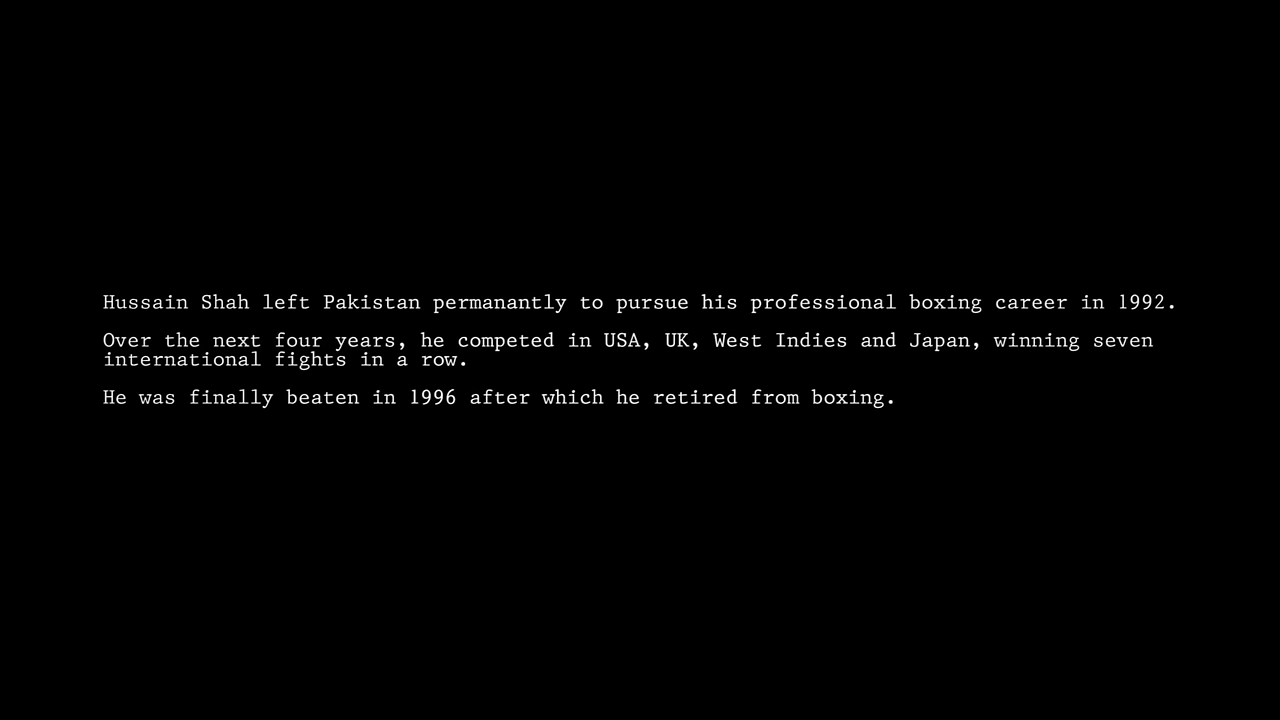 Hussain Shah left Pakistan permanantly to pursue his professional boxing career in 1992.
Over the next four years, he competed in USA, UK, West Indies and Japan, winning seven
international fights in a row.
He was finally beaten in 1996 after which he retired from boxing.